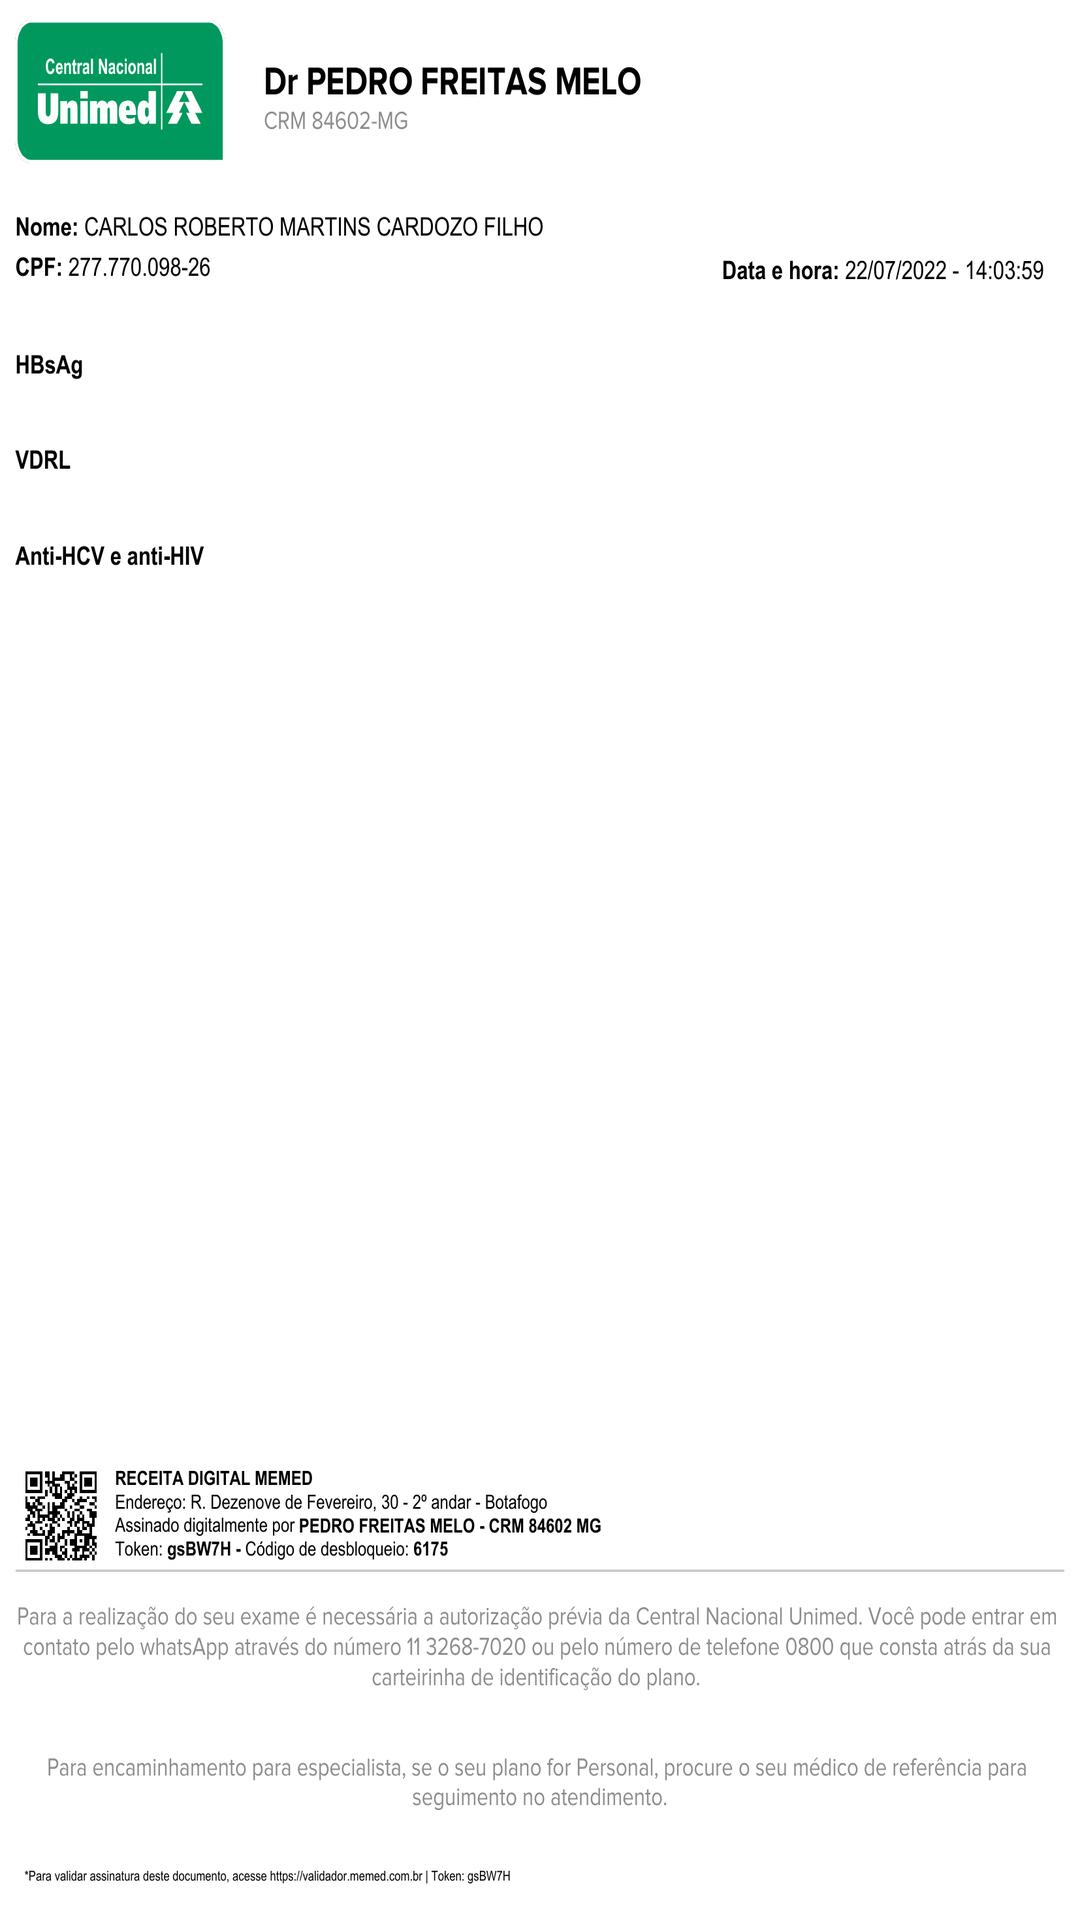 Central Nacional
Unimed
Dr PEDRO FREITAS MELO
CRM 84602-MG
Nome: CARLOS ROBERTO MARTINS CARDOZO FILHO
CPF: 277.770.098-26
Data e hora: 22/07/2022 - 14:03:59
HBsAg
VDRL
Anti-HCV e anti-HIV
RECEITA DIGITAL MEMED
Endereço: R. Dezenove de Fevereiro, 30 - 2º andar - Botafogo
Assinado digitalmente por PEDRO FREITAS MELO - CRM 84602 MG
Token: gsBW7H - Código de desbloqueio: 6175
Para a realização do seu exame é necessária a autorização prévia da Central Nacional Unimed. Você pode entrar em
contato pelo whatsApp através do número 11 3268-7020 ou pelo número de telefone 0800 que consta atrás da sua
carteirinha de identificação do plano.
Para encaminhamento para especialista, se o seu plano for Personal, procure o seu médico de referência para
seguimento no atendimento.
*Para validar assinatura deste documento, acesse https://validador.memed.com.br | Token: gsBW7H